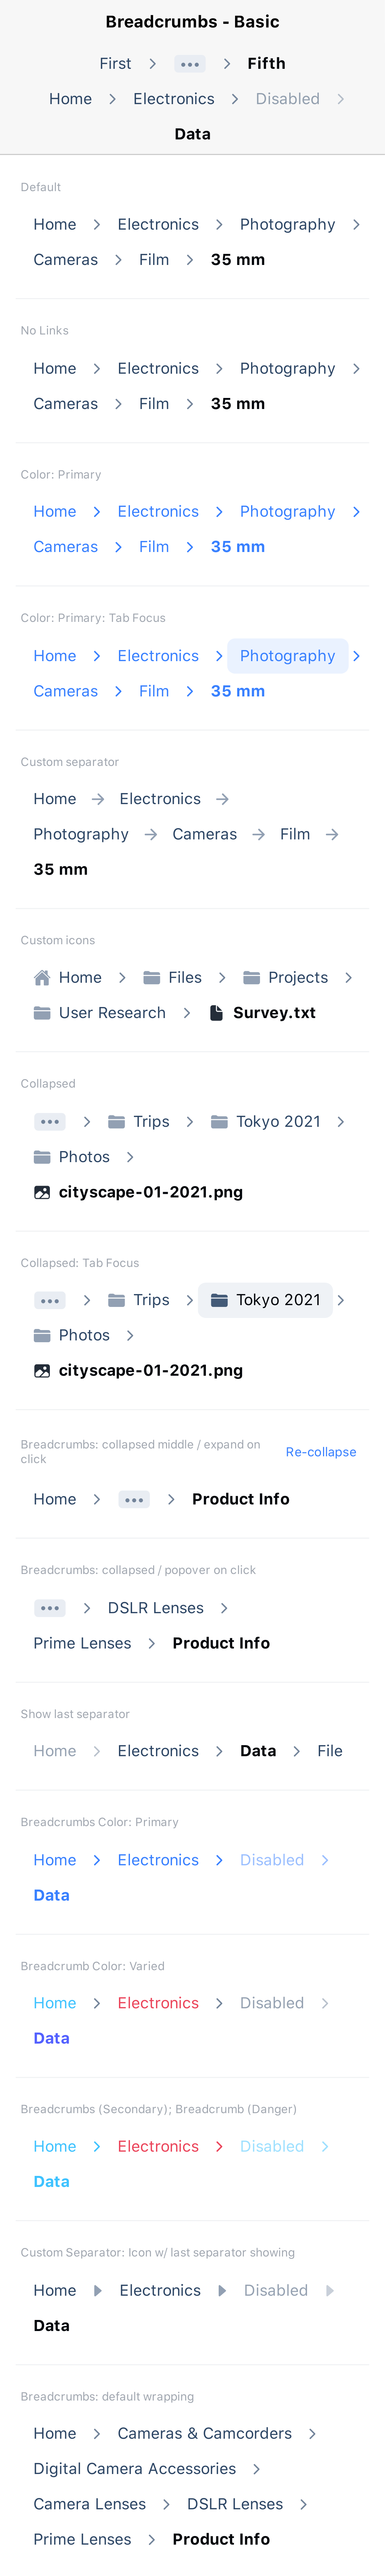 Breadcrumbs - Basic
First Fifth
Home Electronics Disabled
Data
Default
Home Electronics Photography
Cameras Film 35 mm
No Links
Home Electronics Photography
Cameras Film 35 mm
Color: Primary
Home Electronics Photography
Cameras Film 35 mm
Color: Primary: Tab Focus
Home Electronics Photography
Cameras Film 35 mm
Custom separator
Home Electronics
Photography Cameras Film
35 mm
Custom icons
Home Files Projects
User Research Survey.txt
Collapsed
Trips Tokyo 2021
Photos
cityscape-01-2021.png
Collapsed: Tab Focus
Trips Tokyo 2021
Photos
cityscape-01-2021.png
Breadcrumbs: collapsed middle / expand on
click
Re-collapse
Home Product Info
Breadcrumbs: collapsed / popover on click
DSLR Lenses
Prime Lenses Product Info
Show last separator
Home Electronics Data File
Breadcrumbs Color: Primary
Home Electronics Disabled
Data
Breadcrumb Color: Varied
Home Electronics Disabled
Data
Breadcrumbs (Secondary); Breadcrumb (Danger)
Home Electronics Disabled
Data
Custom Separator: Icon w/ last separator showing
Home Electronics Disabled
Data
Breadcrumbs: default wrapping
Home Cameras & Camcorders
Digital Camera Accessories
Camera Lenses DSLR Lenses
Prime Lenses Product Info